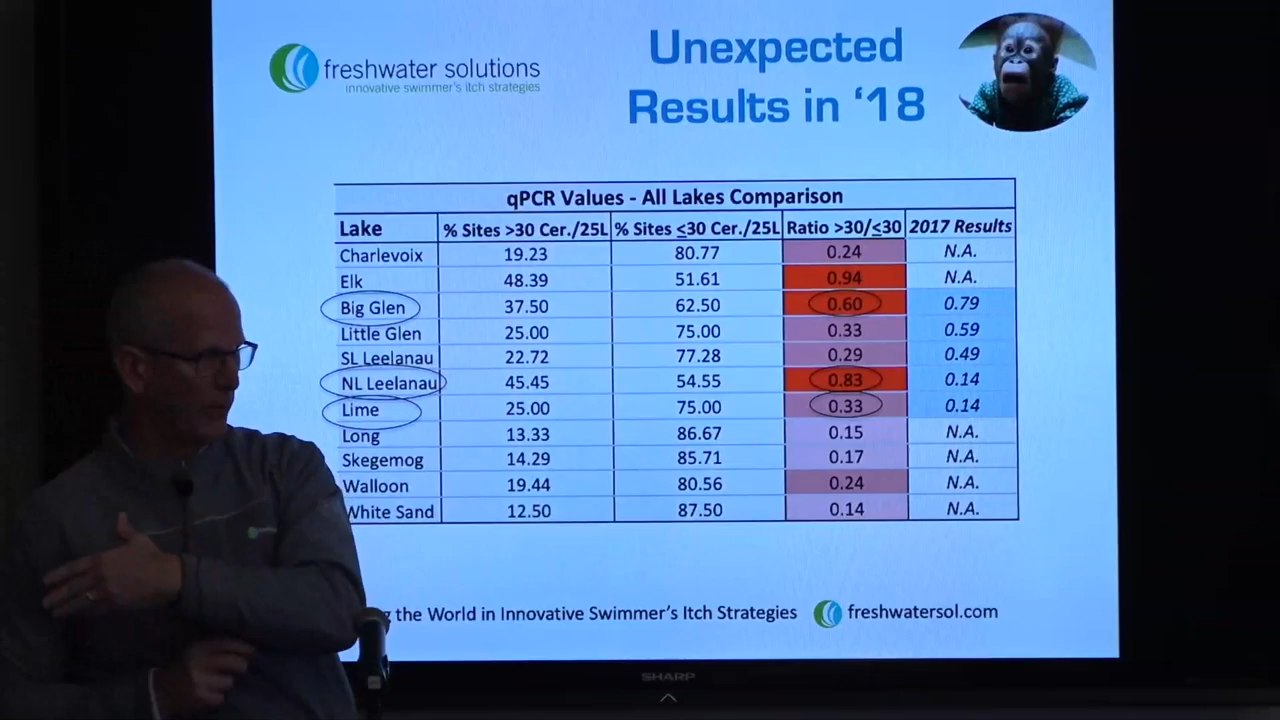 freshwater solutions
innovative swimmer's itch strategies
Unexpected
Results in ‘18
qPCR Values - All Lakes Comparison
Lake % Sites >30 Cer./25L % Sites ≤30 Cer./25L Ratio >30/≤30 2017 Results
Charlevoix 19.23 80.77 0.24 N.A.
Elk 48.39 51.61 0.94 N.A.
Big Glen 37.50 62.50 0.60 0.79
Little Glen 25.00 75.00 0.33 0.59
SL Leelanau 22.72 77.28 0.29 0.49
NL Leelanau 45.45 54.55 0.83 0.14
Lime 25.00 75.00 0.33 0.14
Long 13.33 86.67 0.15 N.A.
Skegemog 14.29 85.71 0.17 N.A.
Walloon 19.44 80.56 0.24 N.A.
White Sand 12.50 87.50 0.14 N.A.
the World in Innovative Swimmer's Itch Strategies freshwatersol.com
SHARP